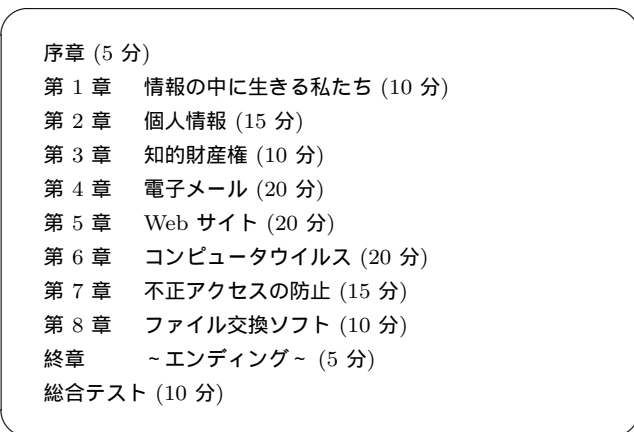 序章 (5 分)
第 1 章 情報の中に生きる私たち (10 分)
第 2 章 個人情報 (15 分)
第 3 章 知的財産権 (10 分)
第 4 章 電子メール (20 分)
第 5 章 Web サイト (20 分)
第 6 章 コンピュータウイルス (20 分)
第 7 章 不正アクセスの防止 (15 分)
第 8 章 ファイル交換ソフト (10 分)
終章 ~エンディング~ (5 分)
総合テスト (10 分)